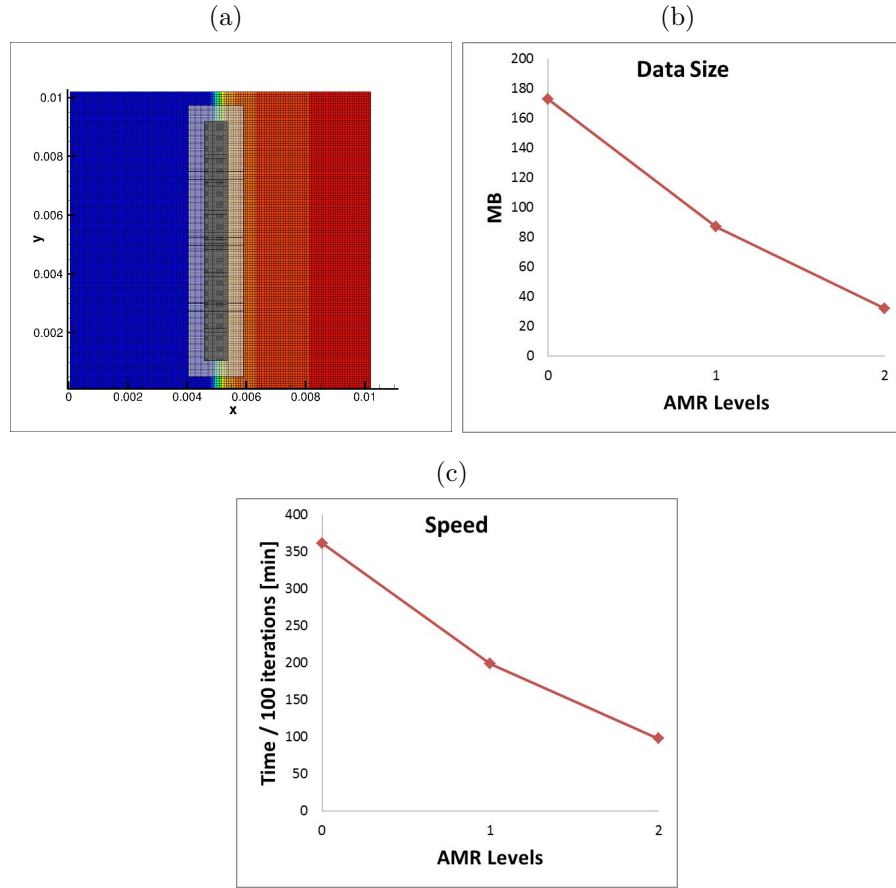 (a)
(b)
0.01
0.008
0.006
y
0.004
0.002
0 0.002 0.004 0.006 0.008 0.01
x
Data Size
200
180
160
140
120
100
80
60
40
20
0
MB
0 1 2
AMR Levels
(c)
Speed
400
350
300
250
200
150
100
50
0
Time / 100 iterations [min]
0 1 2
AMR Levels